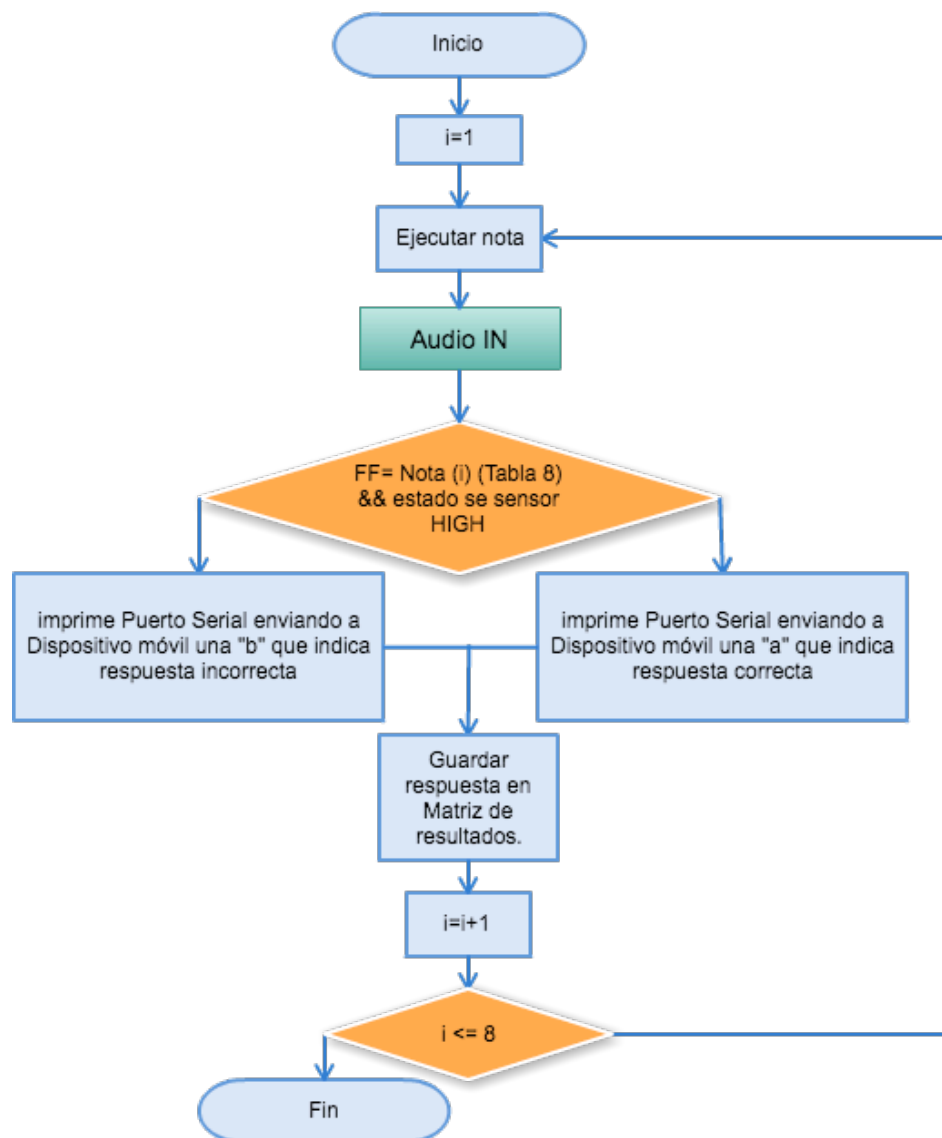 Inicio
i=1
Ejecutar nota
Audio IN
FF= Nota (i) (Tabla 8)
&& estado se sensor
HIGH
imprime Puerto Serial enviando a
Dispositivo móvil una "b" que indica
respuesta incorrecta
imprime Puerto Serial enviando a
Dispositivo móvil una "a" que indica
respuesta correcta
Guardar
respuesta en
Matriz de
resultados.
i=i+1
i <= 8
Fin